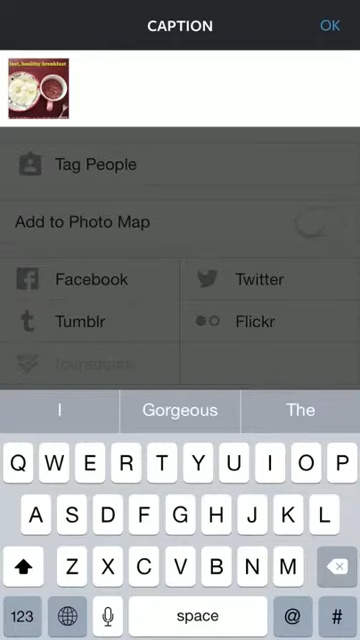 CAPTION OK
fast, healthy breakfast
Tag People
Add to Photo Map
Facebook Twitter
Tumblr Flickr
foursquare
I Gorgeous The
Q W E R T Y U I O P
A S D F G H J K L
Z X C V B N M
123 space @ #